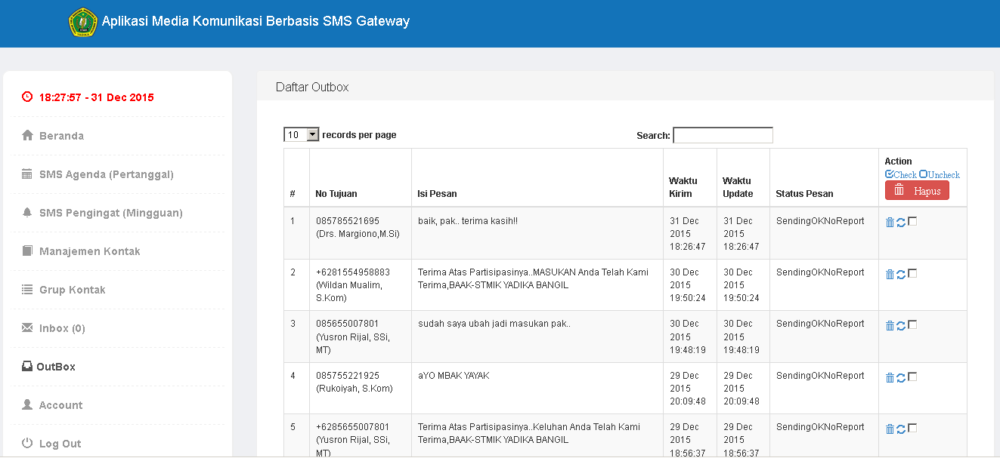 Aplikasi Media Komunikasi Berbasis SMS Gateway
18:27:57 - 31 Dec 2015
Beranda
SMS Agenda (Pertanggal)
SMS Pengingat (Mingguan)
Manajemen Kontak
Grup Kontak
Inbox (0)
OutBox
Account
Log Out
Daftar Outbox
10 records per page
Search:
# No Tujuan Isi Pesan Waktu Kirim Waktu Update Status Pesan Action
Check Uncheck
Hapus
1 085785521695 baik, pak.. terima kasih!! 31 Dec 31 Dec SendingOKNoReport
(Drs. Margiono,M.Si) 2015 2015
18:26:47 18:26:47
2 +6281554958883 Terima Atas Partisipasinya..MASUKAN Anda Telah Kami 30 Dec 30 Dec SendingOKNoReport
(Wildan Mualim, Terima,BAAK-STMIK YADIKA BANGIL 2015 2015
S.Kom) 19:50:24 19:50:24
3 085655007801 sudah saya ubah jadi masukan pak.. 30 Dec 30 Dec SendingOKNoReport
(Yusron Rijal, SSi, 2015 2015
MT) 19:48:19 19:48:19
4 085755221925 aYO MBAK YAYAK 29 Dec 29 Dec SendingOKNoReport
(Rukoiyah, S.Kom) 2015 2015
20:09:48 20:09:48
5 +6285655007801 Terima Atas Partisipasinya..Keluhan Anda Telah Kami 29 Dec 29 Dec SendingOKNoReport
(Yusron Rijal, SSi, Terima,BAAK-STMIK YADIKA BANGIL 2015 2015
MT) 18:56:37 18:56:37